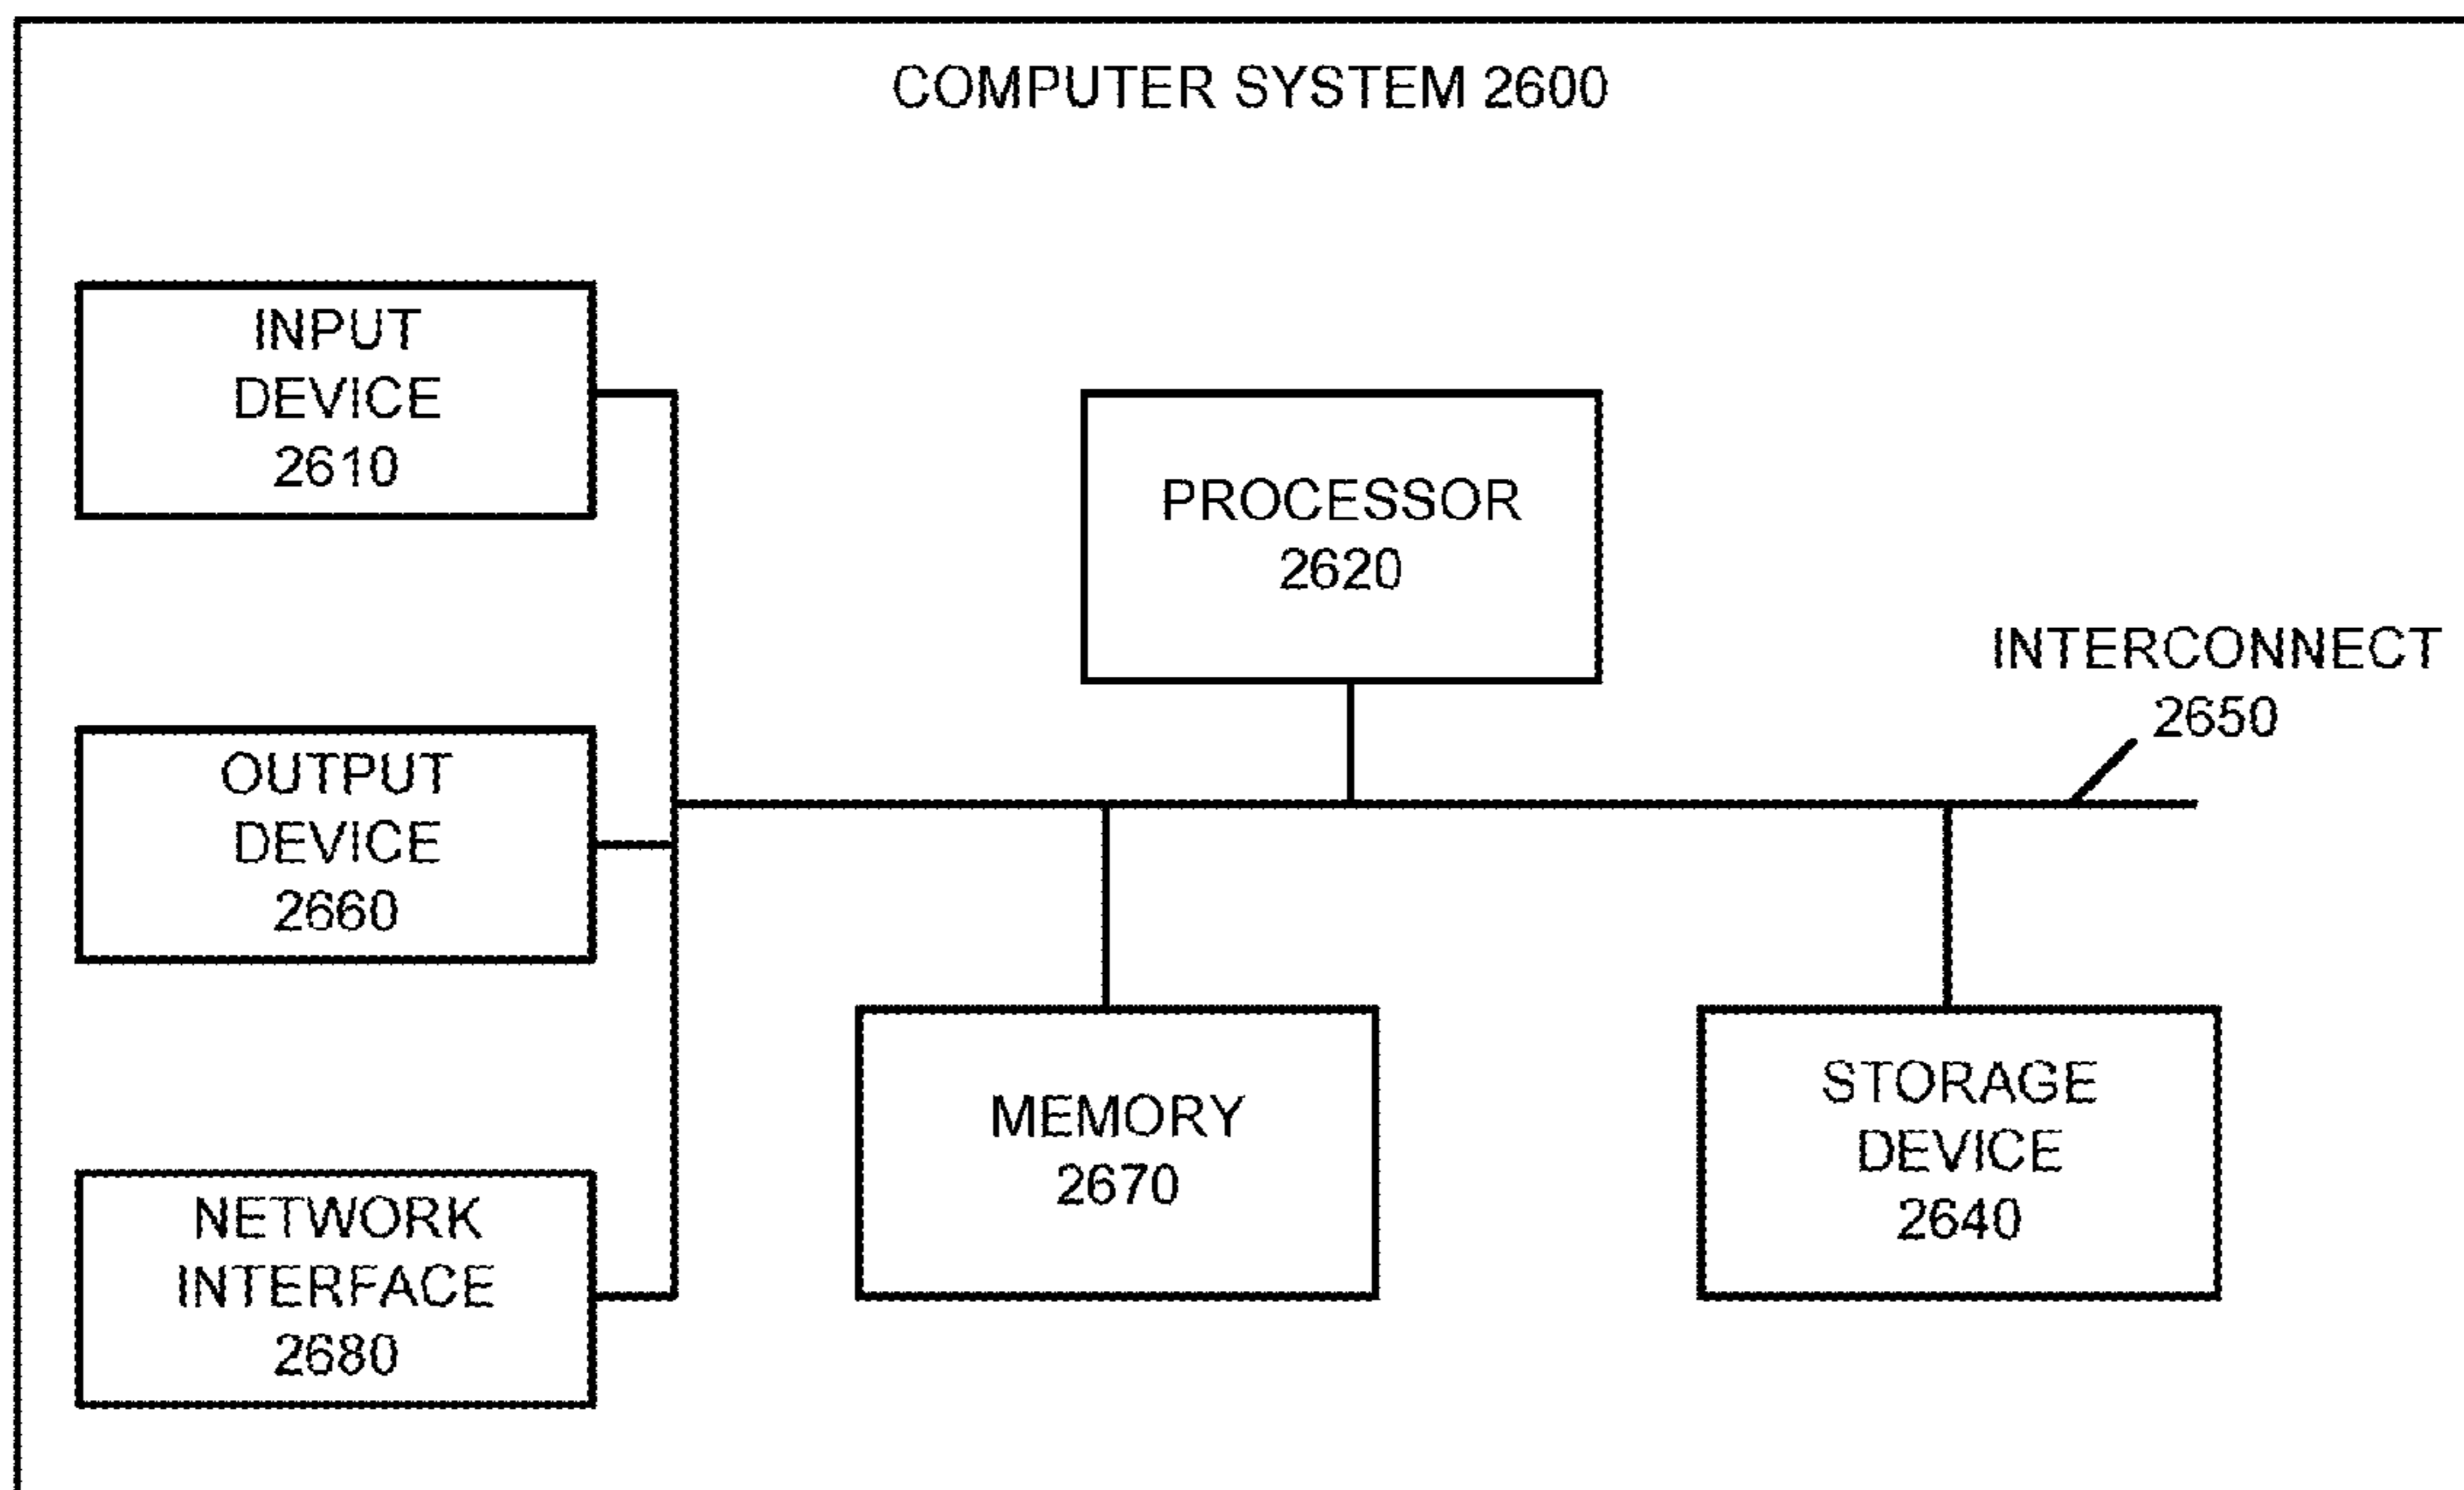 COMPUTER SYSTEM 2600
INPUT
DEVICE
2610
PROCESSOR
2620
INTERCONNECT
2650
OUTPUT
DEVICE
2660
MEMORY
2670
STORAGE
DEVICE
2640
NETWORK
INTERFACE
2680